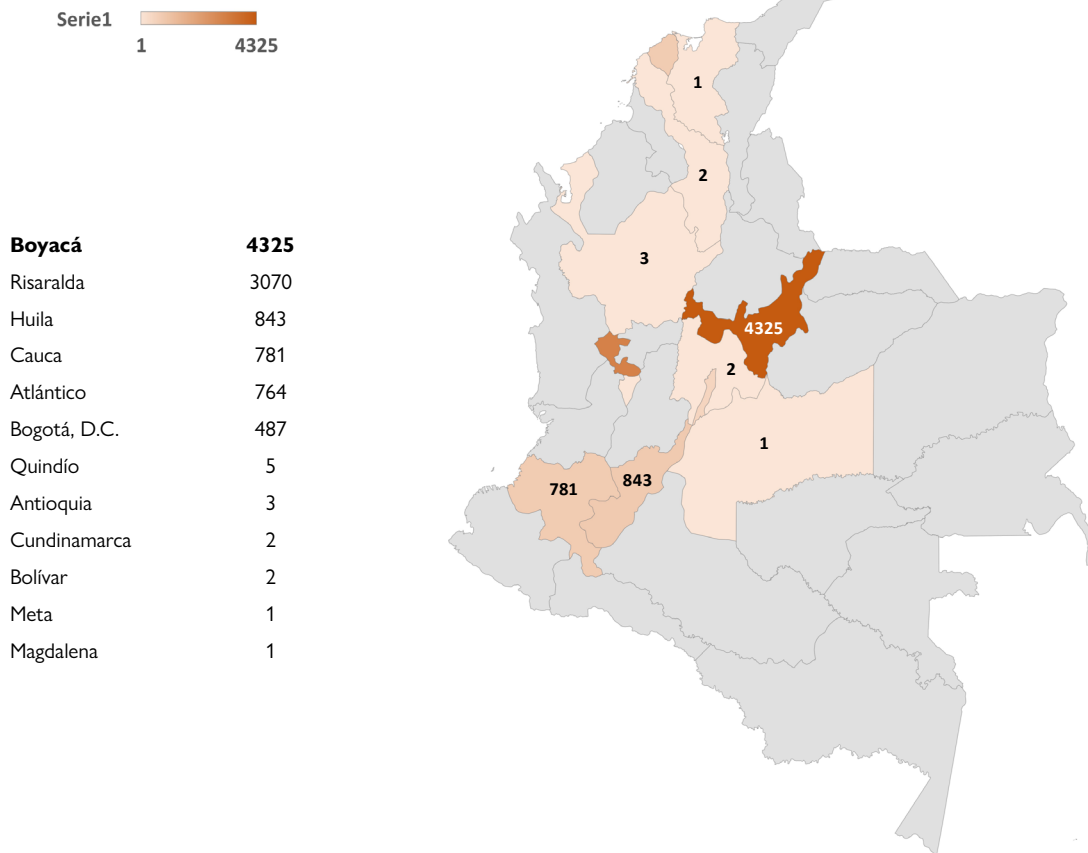 Serie1
1 4325
Boyacá 4325
Risaralda 3070
Huila 843
Cauca 781
Atlántico 764
Bogotá, D.C. 487
Quindío 5
Antioquia 3
Cundinamarca 2
Bolívar 2
Meta 1
Magdalena 1
1
2
3
4325
2
1
843
781